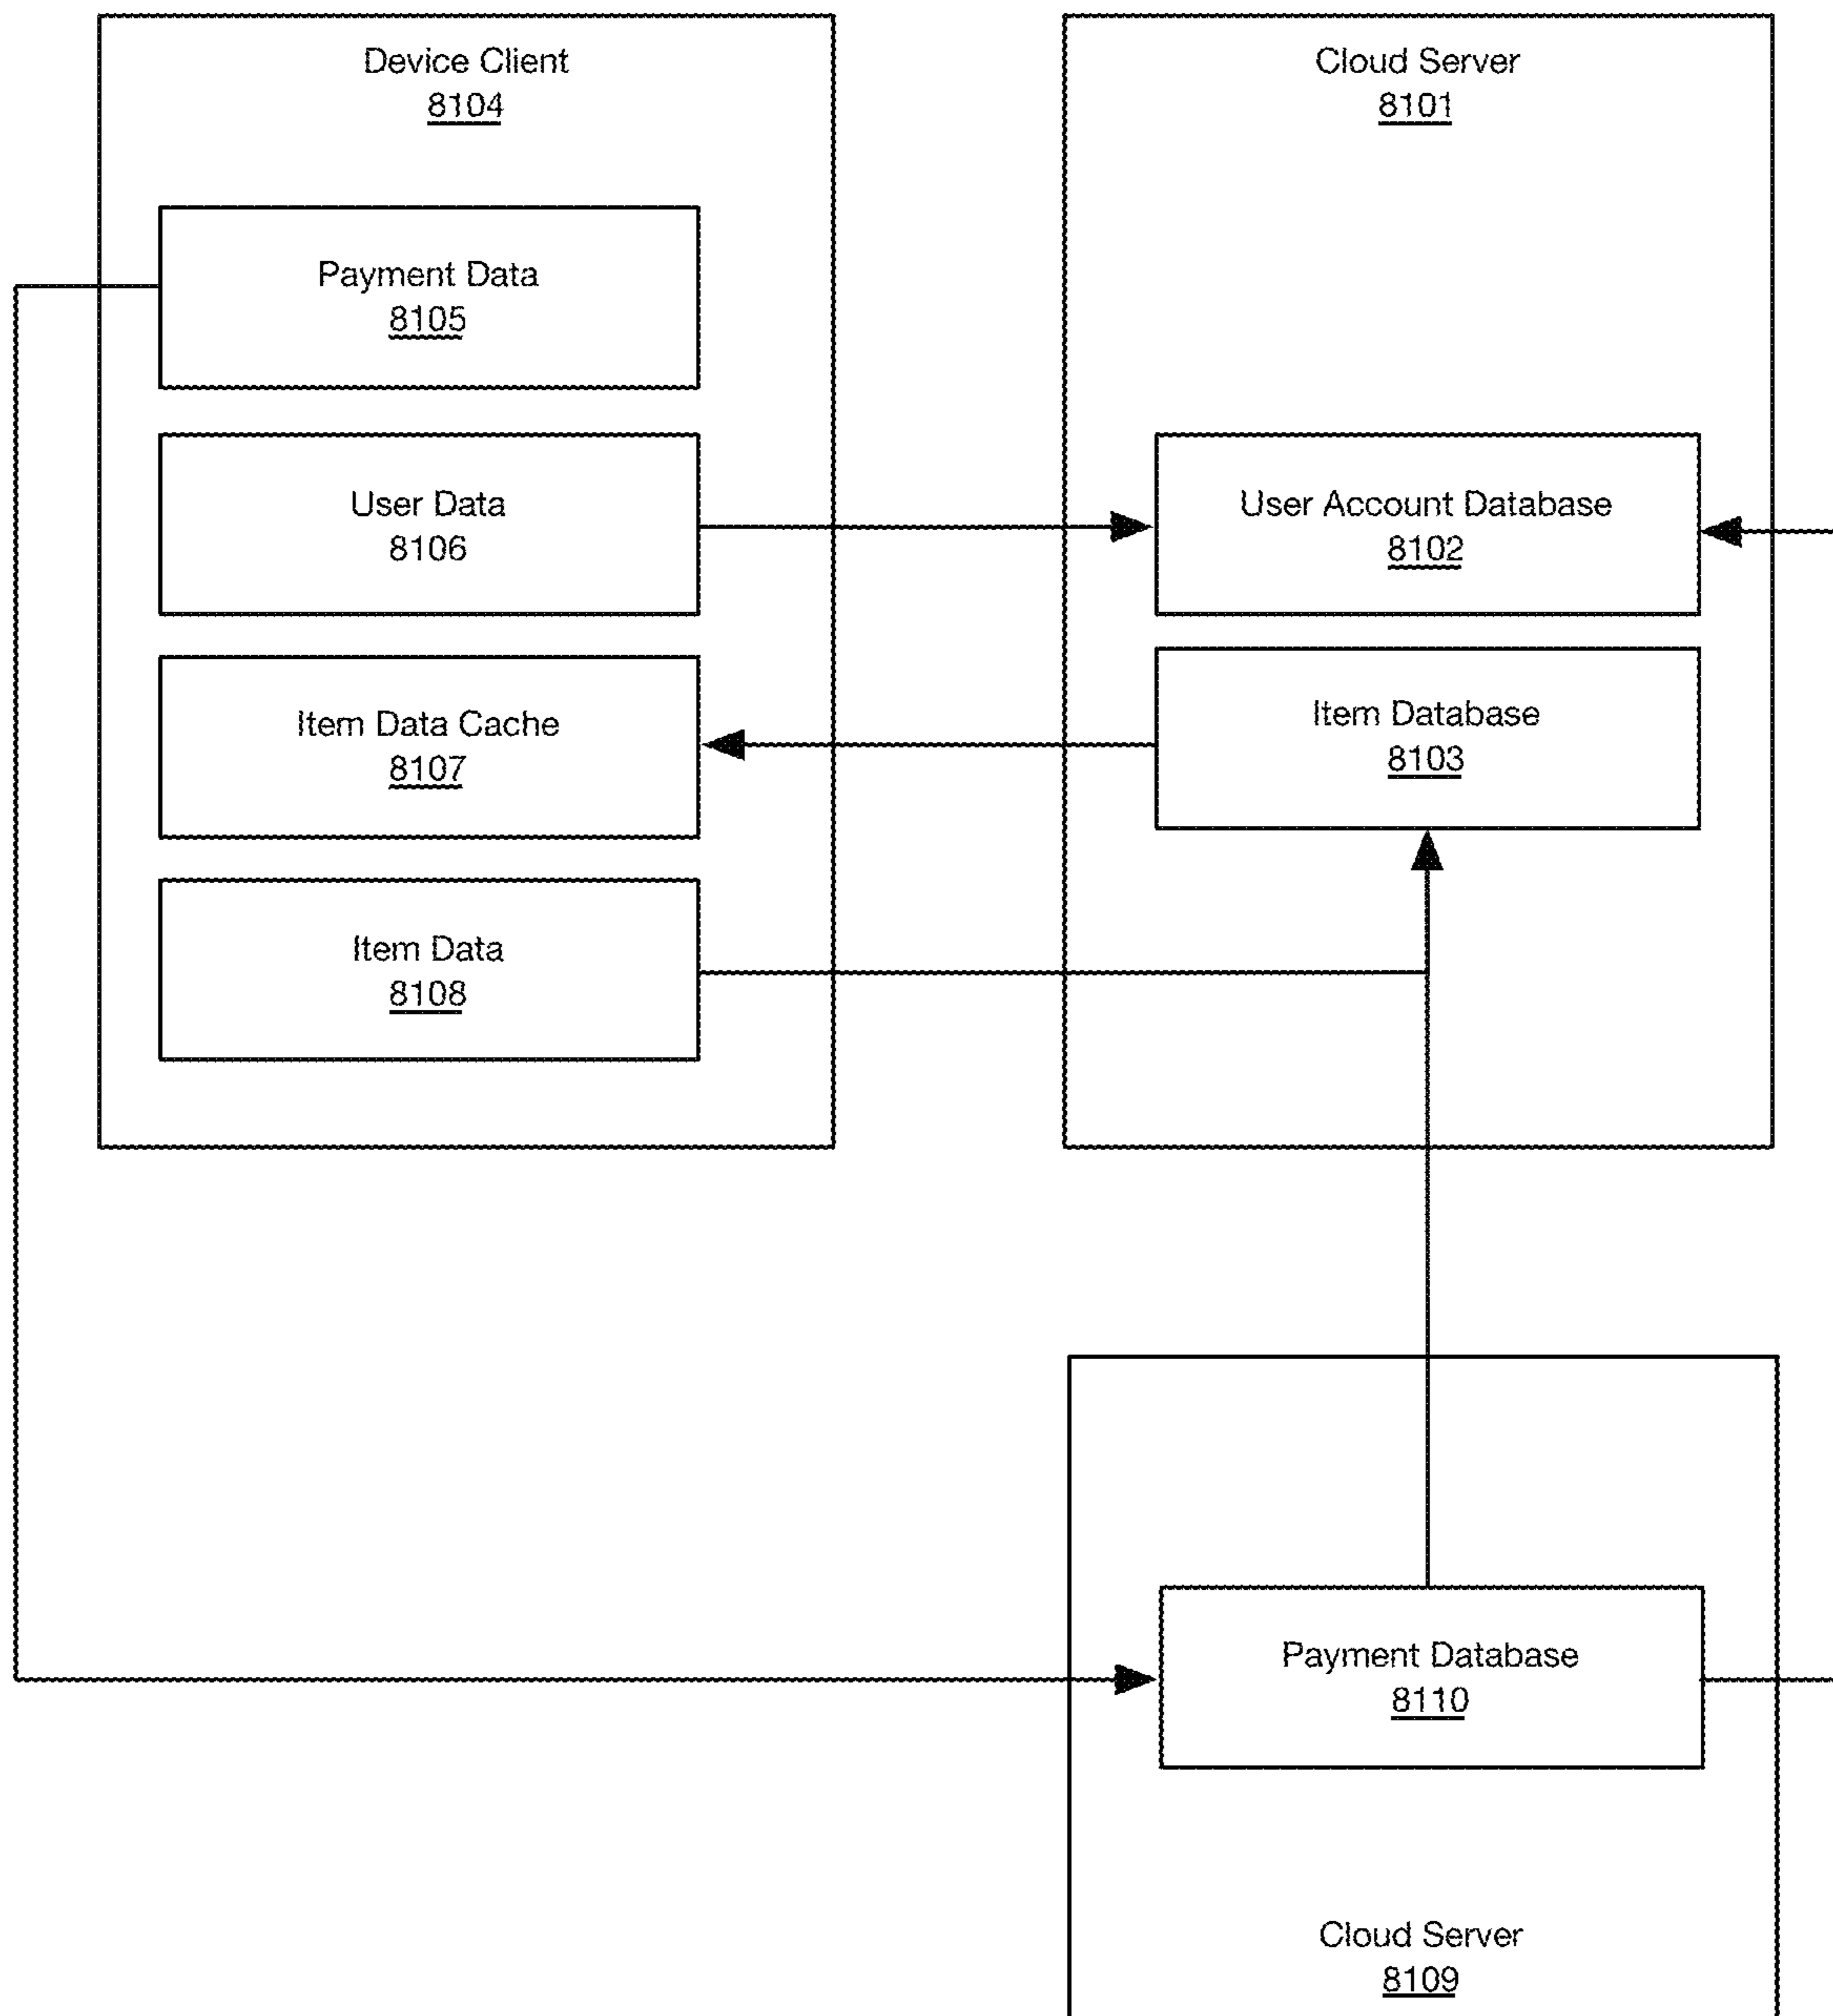 Device Client
8104
Payment Data
8105
User Data
8106
Item Data Cache
8107
Item Data
8108
Cloud Server
8101
User Account Database
8102
Item Database
8103
Payment Database
8110
Cloud Server
8109